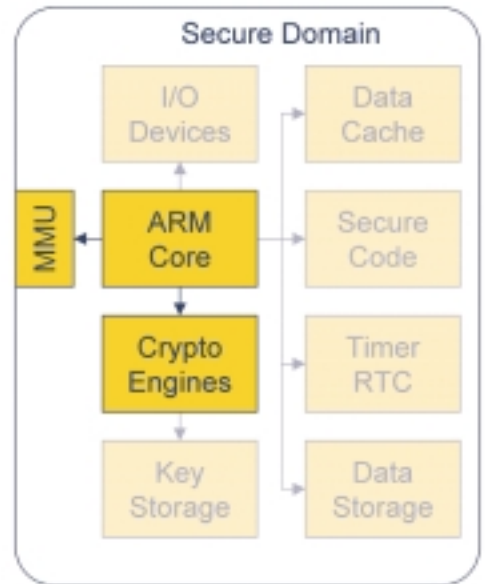 Secure Domain
I/O
Devices
Data
Cache
MMU
ARM
Core
Secure
Code
Crypto
Engines
Timer
RTC
Key
Storage
Data
Storage